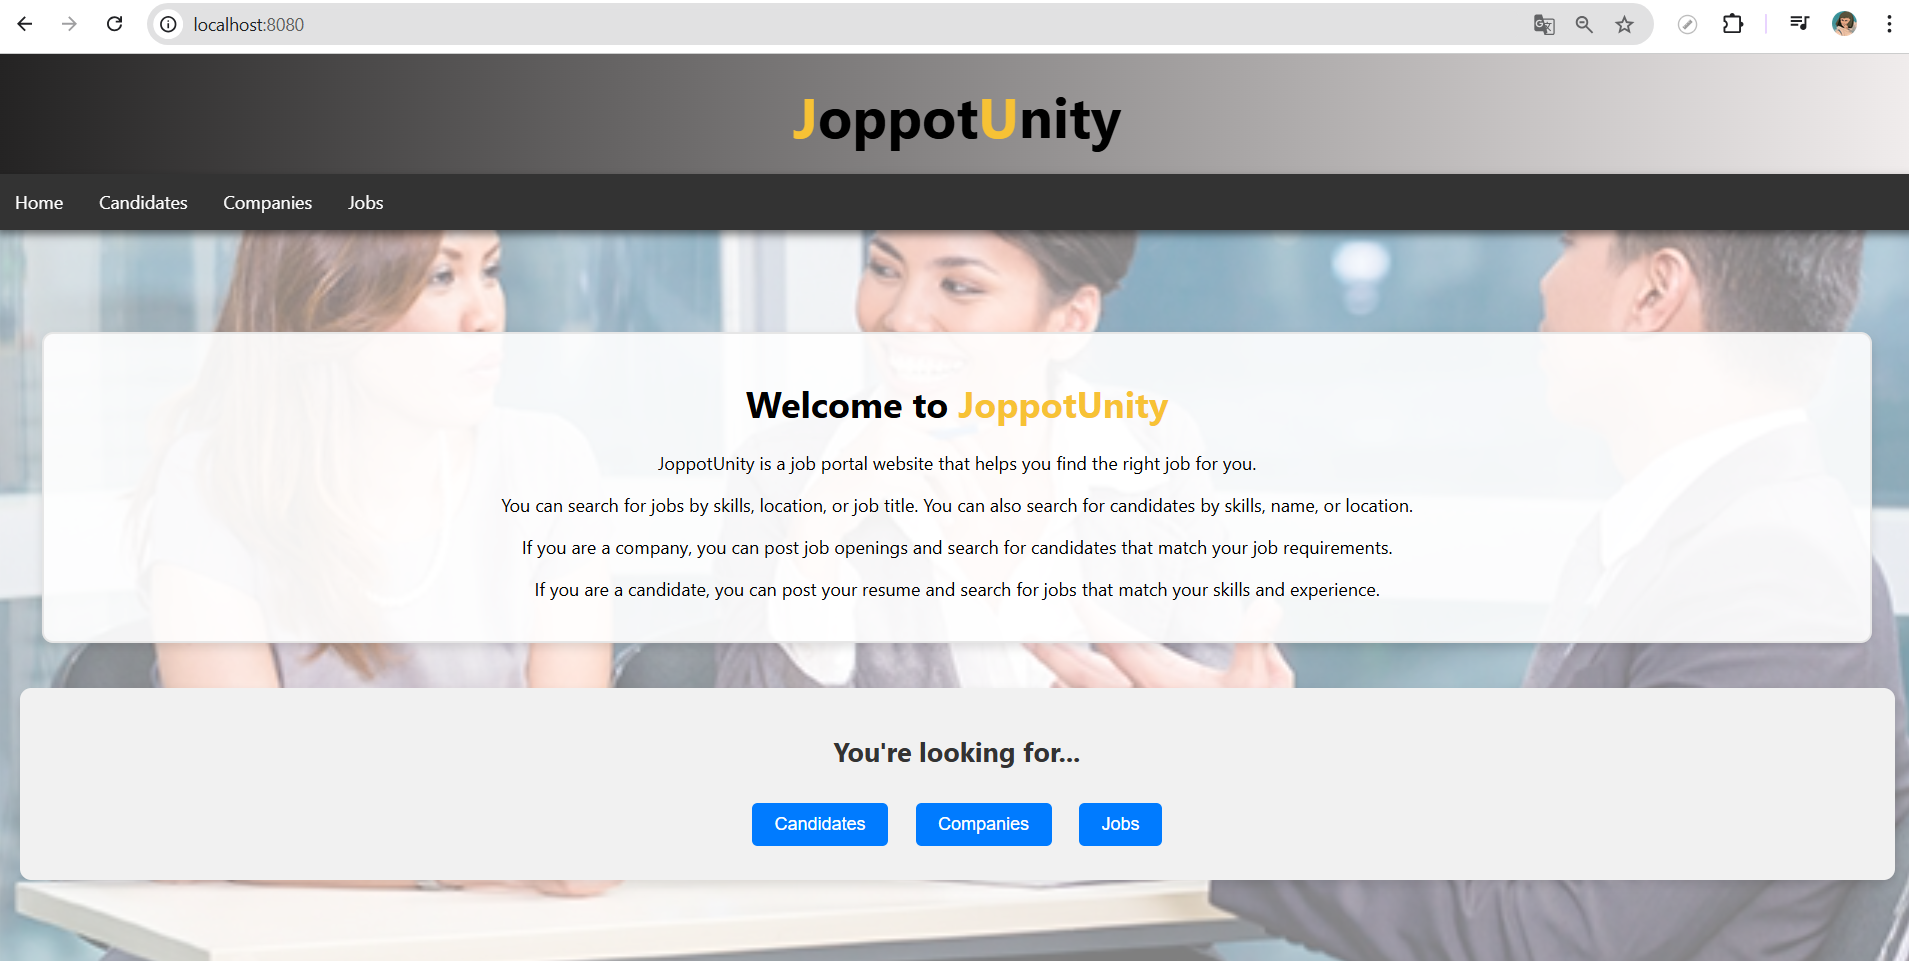 localhost:8080
JoppotUnity
Home Candidates Companies Jobs
Welcome to JoppotUnity
JoppotUnity is a job portal website that helps you find the right job for you.
You can search for jobs by skills, location, or job title. You can also search for candidates by skills, name, or location.
If you are a company, you can post job openings and search for candidates that match your job requirements.
If you are a candidate, you can post your resume and search for jobs that match your skills and experience.
You're looking for...
Candidates Companies Jobs